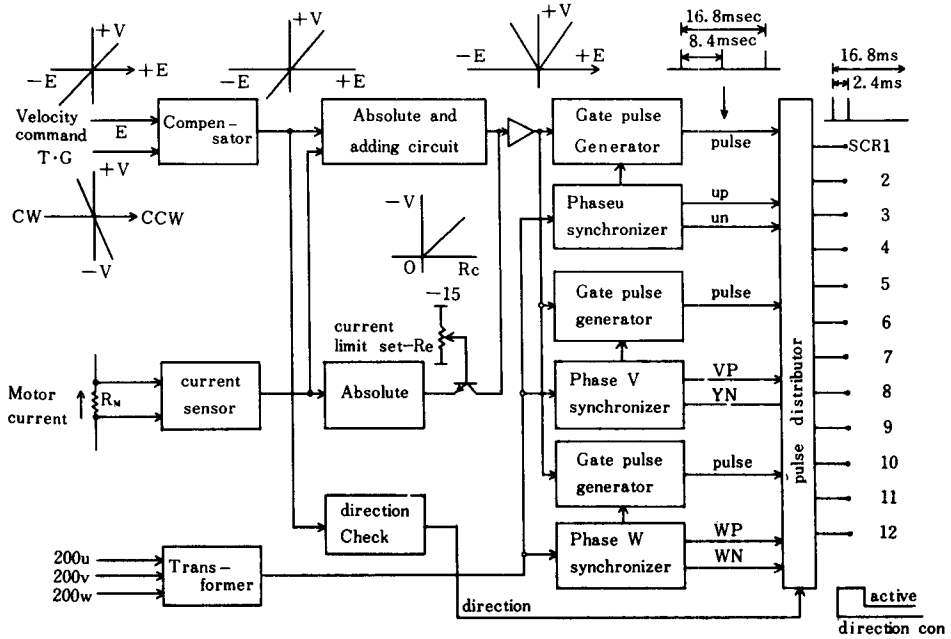 +V
−E
+E
+V
−E
+E
+V
−E
+E
16.8msec
8.4msec
16.8ms
2.4ms
Velocity command
E
T·G
Compen-
sator
Absolute and
adding circuit
Gate pulse
Generator
pulse
CW
CCW
−V
Phaseu
synchronizer
up
un
−V
O
Rc
−15
current
limit set−Re
Gate pulse
generator
pulse
Motor
current
RM
current
sensor
Absolute
Phase V
synchronizer
VP
YN
Gate pulse
generator
pulse
direction
Check
Phase W
synchronizer
WP
WN
200u
200v
200w
Trans−
former
direction
pulse distributor
SCR1
2
3
4
5
6
7
8
9
10
11
12
active
direction con